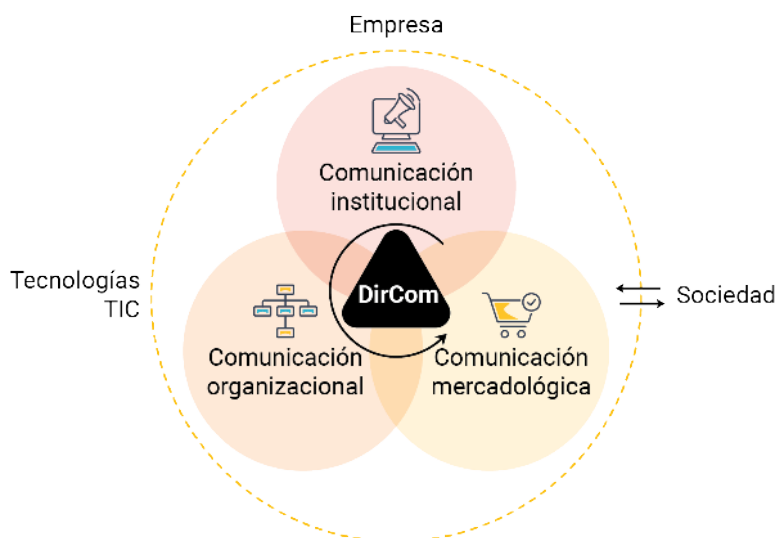 Empresa
Comunicación
institucional
Tecnologías
TIC
DirCom
Sociedad
Comunicación
organizacional
Comunicación
mercadológica